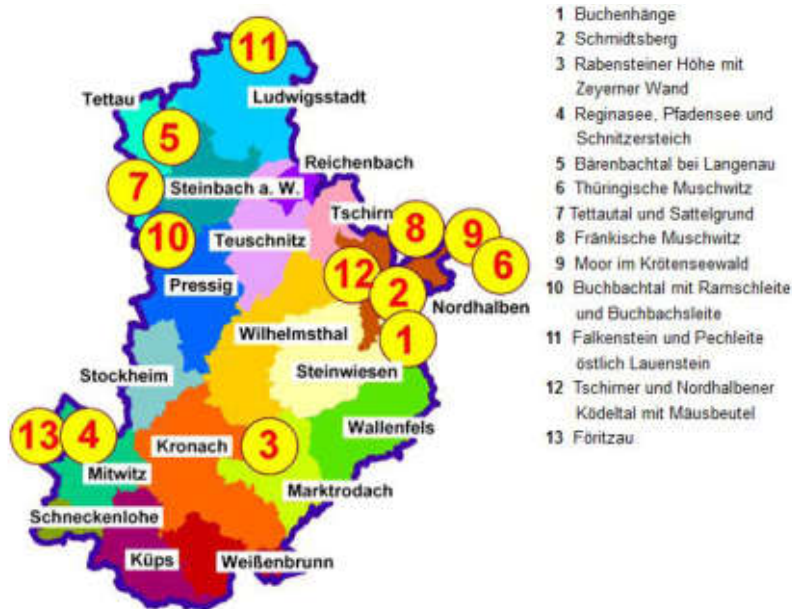 11
Tettau
Ludwigsstadt
5
Reichenbach
7
Steinbach a. W.
Tschirn
8
9
10
Teuschnitz
6
12
2
Pressig
Nordhalben
Wilhelmsthal
1
Stockheim
Steinwiesen
13
4
Kronach
3
Wallenfels
Mitwitz
Marktrodach
Schneckenlohe
Küps
Weißenbrunn
1 Buchenhänge
2 Schmidtsberg
3 Rabensteiner Höhe mit
Zeyerner Wand
4 Reginasee, Pfadensee und
Schnitzersteich
5 Bärenbachtal bei Langenau
6 Thüringische Muschwitz
7 Tettautal und Sattelgrund
8 Fränkische Muschwitz
9 Moor im Krötenseewald
10 Buchbachtal mit Ramschleite
und Buchbachsleite
11 Falkenstein und Pechleite
östlich Lauenstein
12 Tschirner und Nordhalbener
Ködeltal mit Mäusbeutel
13 Föritzau